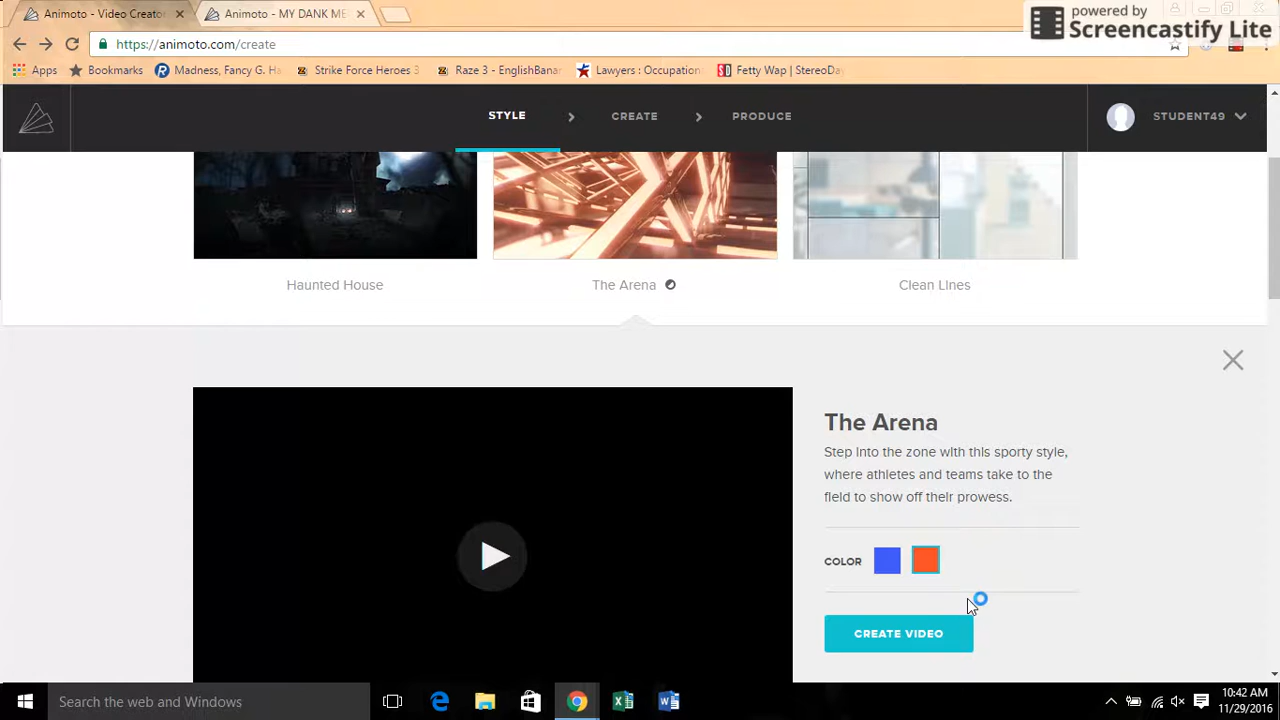 Animoto - Video Creator
Animoto - MY DANK ME
powered by
Screencastify Lite
https://animoto.com/create
Apps
Bookmarks
Madness, Fancy G. Ha
Strike Force Heroes 3
Raze 3 - EnglishBanan
Lawyers : Occupation
Fetty Wap | StereoDay
STYLE
CREATE
PRODUCE
STUDENT49
Haunted House
The Arena
Clean Lines
The Arena
Step into the zone with this sporty style,
where athletes and teams take to the
field to show off their prowess.
COLOR
CREATE VIDEO
Search the web and Windows
10:42 AM
11/29/2016